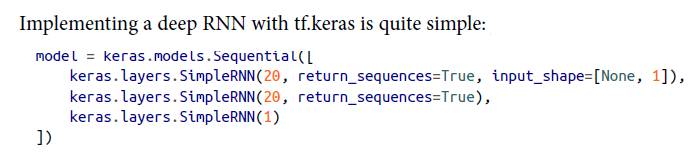 Implementing a deep RNN with tf.keras is quite simple:
model = keras.models.Sequential([
    keras.layers.SimpleRNN(20, return_sequences=True, input_shape=[None, 1]),
    keras.layers.SimpleRNN(20, return_sequences=True),
    keras.layers.SimpleRNN(1)
])